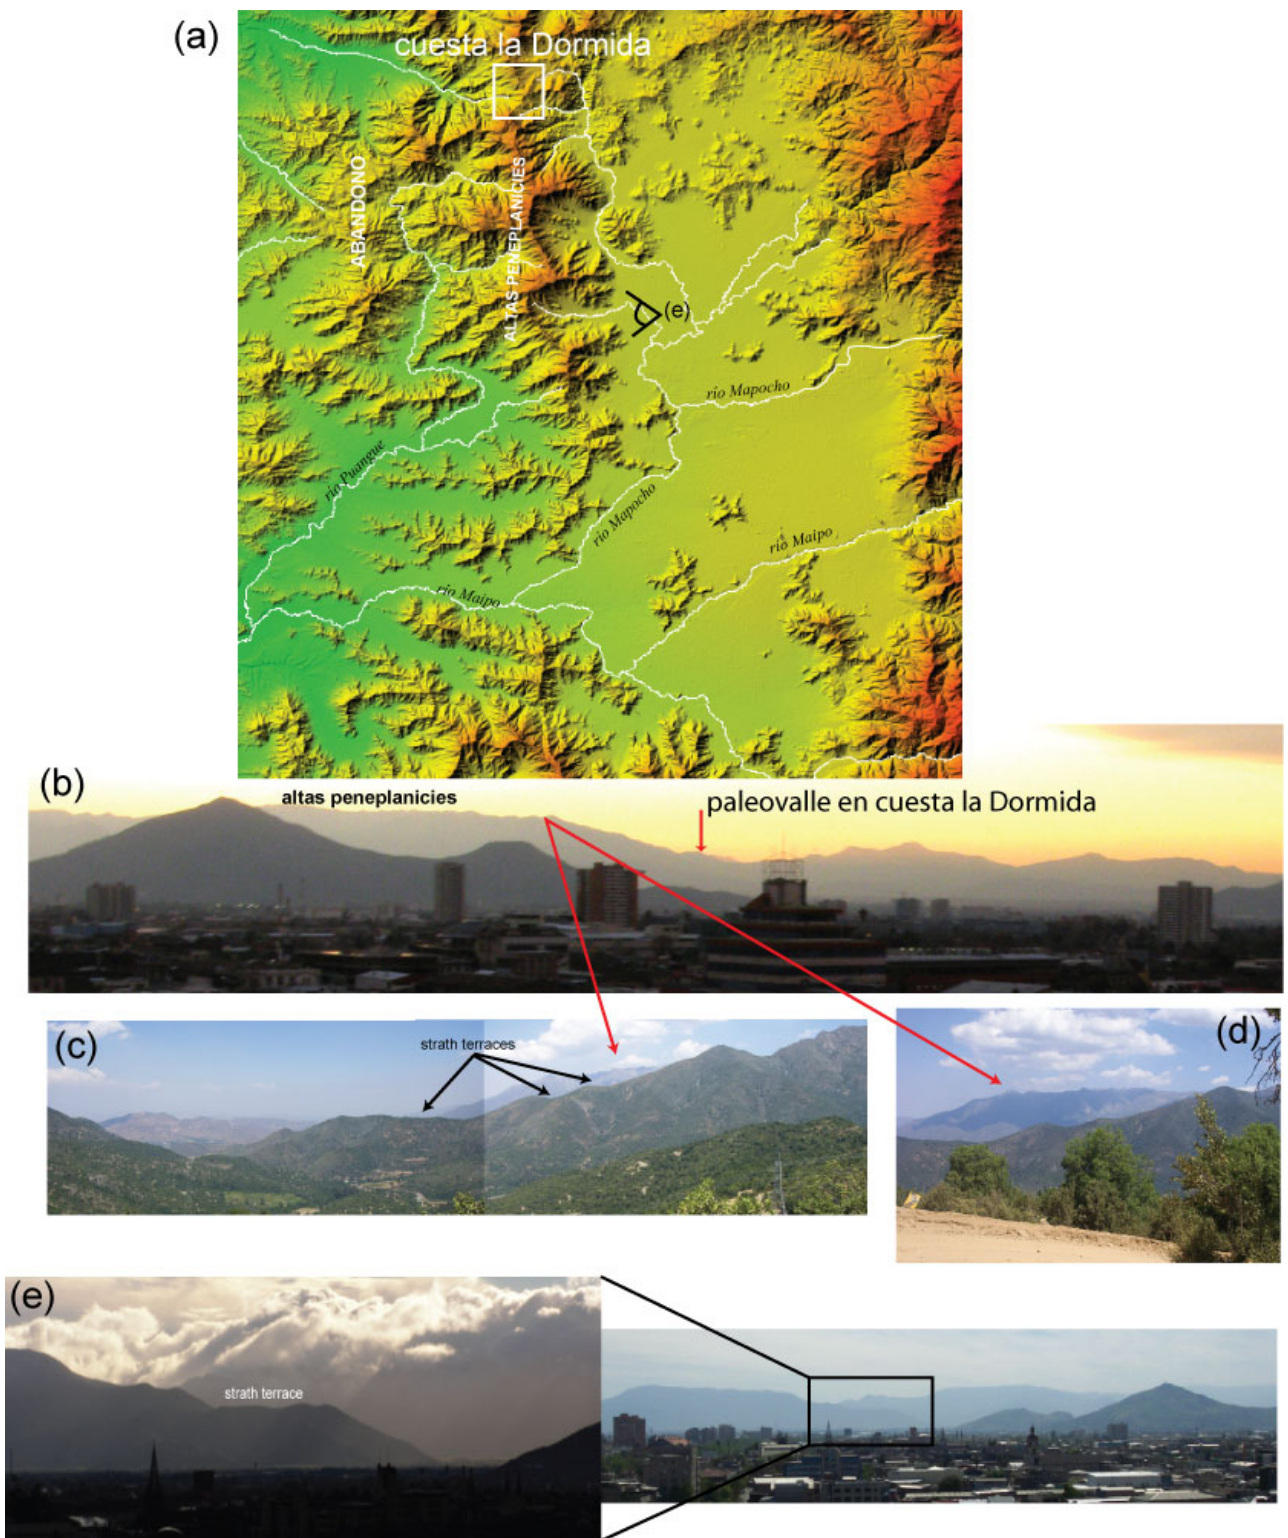 (a)
cuesta la Dormida
ABANDONO
ALTAS PENEPLANICIES
(e)
río Mapocho
río Puangue
río Mapocho
río Maipo
río Maipo
(b)
altas peneplanicies
paleovalle en cuesta la Dormida
(c)
strath terraces
(d)
(e)
strath terrace